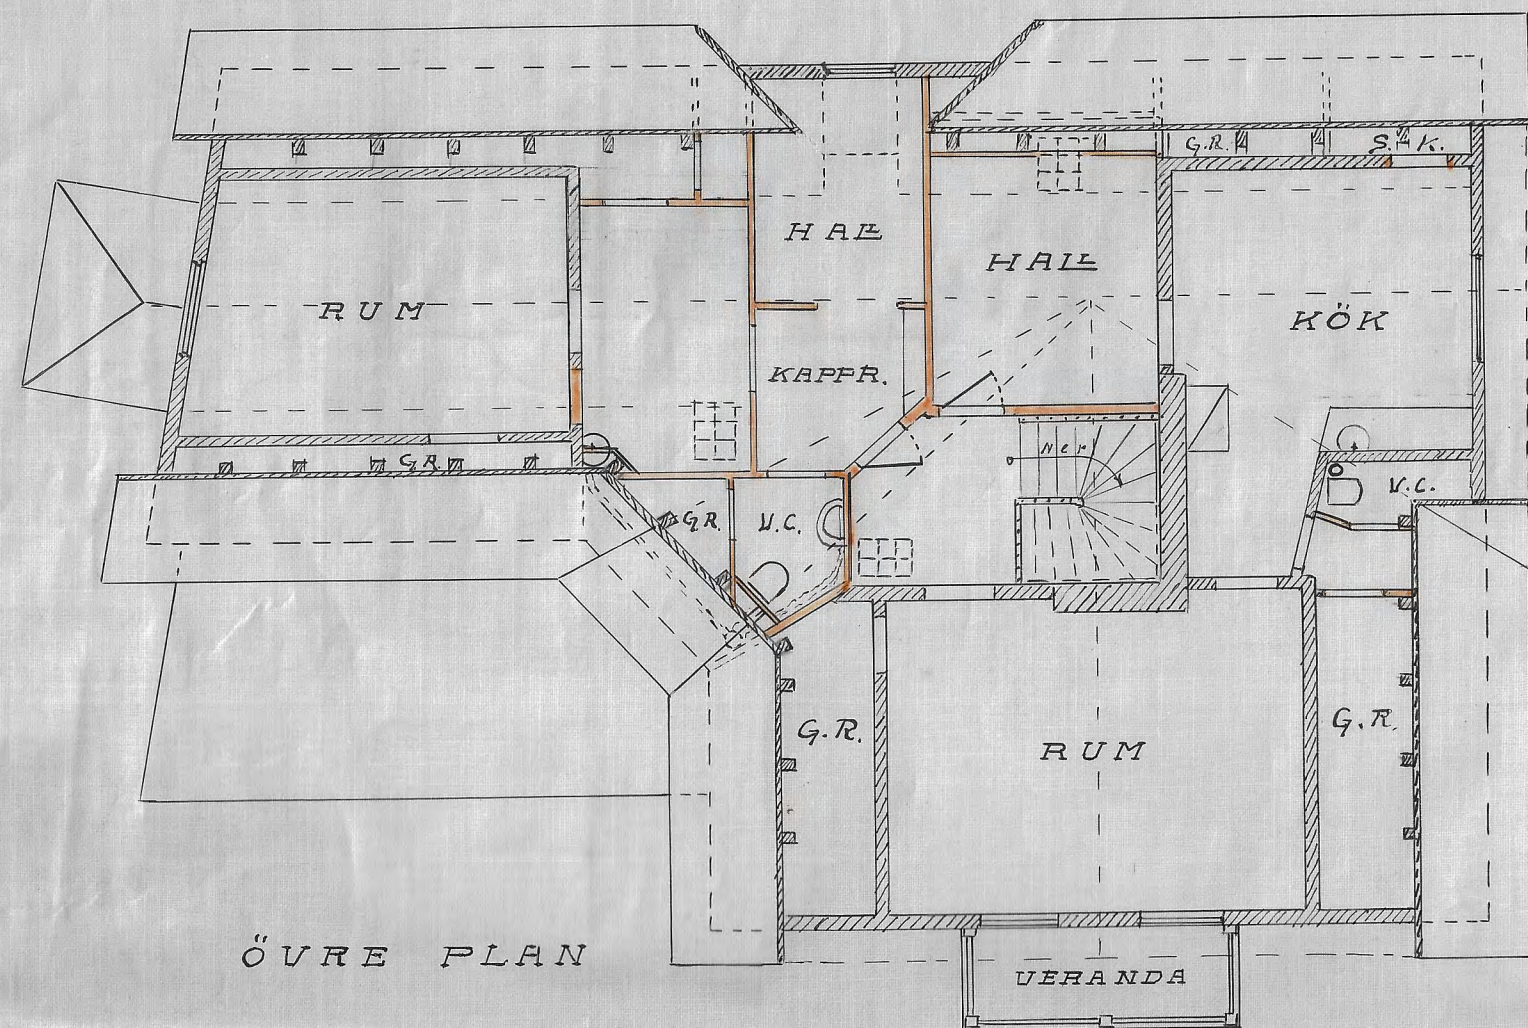 G.R. S. K.
HALL
HALL
RUM
KÖK
KAPPR.
Ner
G.R.
W.C.
G.R.
W.C.
G.R.
G.R.
RUM
ÖVRE PLAN
VERANDA